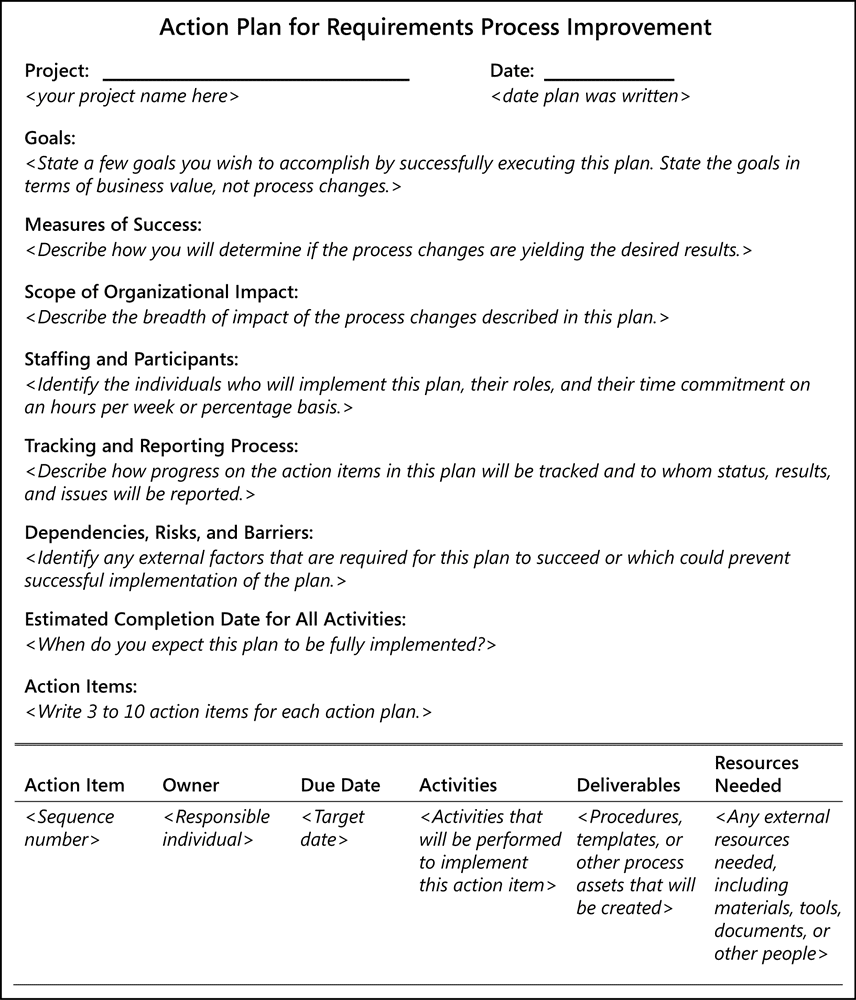 Action Plan for Requirements Process Improvement
Project: Date:
<your project name here> <date plan was written>
Goals:
<State a few goals you wish to accomplish by successfully executing this plan. State the goals in
terms of business value, not process changes.>
Measures of Success:
<Describe how you will determine if the process changes are yielding the desired results.>
Scope of Organizational Impact:
<Describe the breadth of impact of the process changes described in this plan.>
Staffing and Participants:
<Identify the individuals who will implement this plan, their roles, and their time commitment on
an hours per week or percentage basis.>
Tracking and Reporting Process:
<Describe how progress on the action items in this plan will be tracked and to whom status, results,
and issues will be reported.>
Dependencies, Risks, and Barriers:
<Identify any external factors that are required for this plan to succeed or which could prevent
successful implementation of the plan.>
Estimated Completion Date for All Activities:
<When do you expect this plan to be fully implemented?>
Action Items:
<Write 3 to 10 action items for each action plan.>
Action Item
Owner
Due Date
Activities
Deliverables
Resources
Needed
<Sequence
number>
<Responsible
individual>
<Target
date>
<Activities that
will be performed
to implement
this action item>
<Procedures,
templates, or
other process
assets that will
be created>
<Any external
resources
needed,
including
materials, tools,
documents, or
other people>